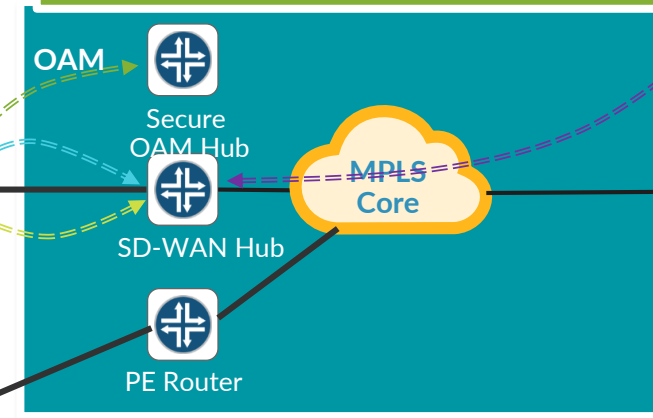 OAM
Secure
OAM Hub
MPLS
Core
SD-WAN Hub
PE Router